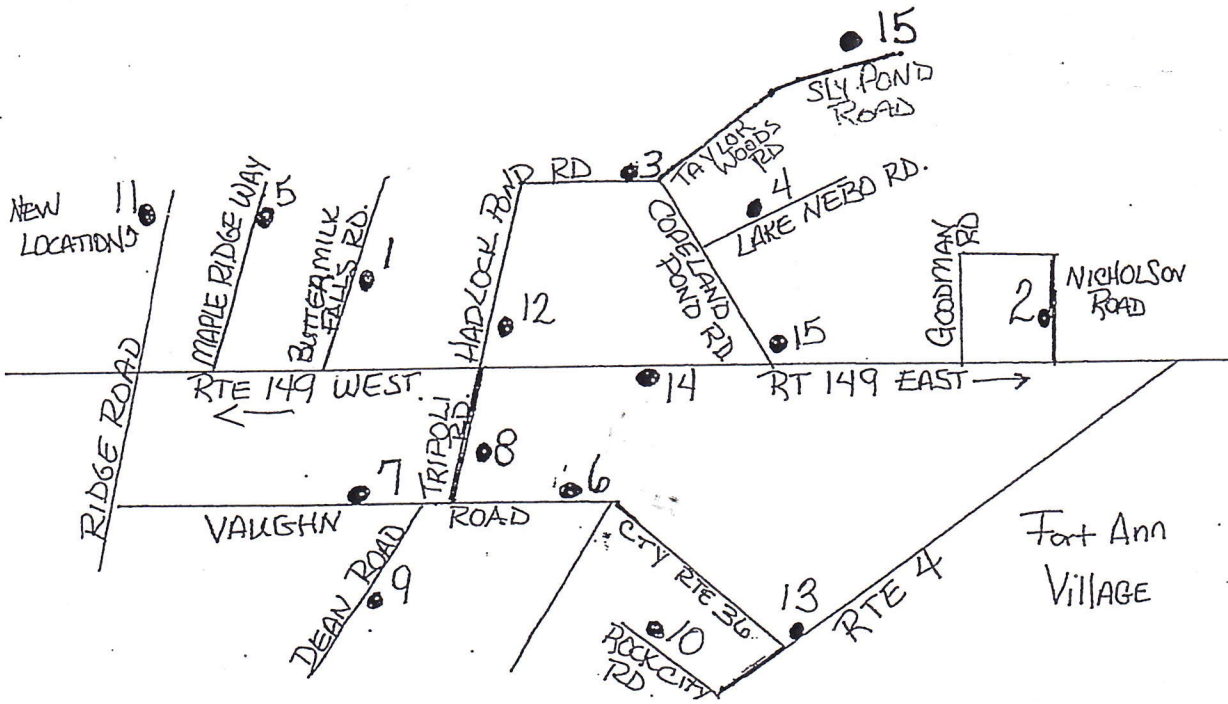 15
SLY POND
ROAD
TAYLOR
WOODS
RD
3
HADLOCK POND RD
4
LAKE NEBO RD.
COPELAND
POND RD
NEW
LOCATION
11
5
MAPLE RIDGE WAY
BUTTERMILK
FALLS RD.
1
12
15
GOODMAN
RD
2
NICHOLSON
ROAD
RIDGE ROAD
RTE 149 WEST
←
14
RT 149 EAST →
TRIPOLI
RD.
8
7
6
VAUGHN ROAD
DEAN ROAD
9
CTY RTE 36
13
RTE 4
10
ROCK CITY
RD.
Fort Ann
Village